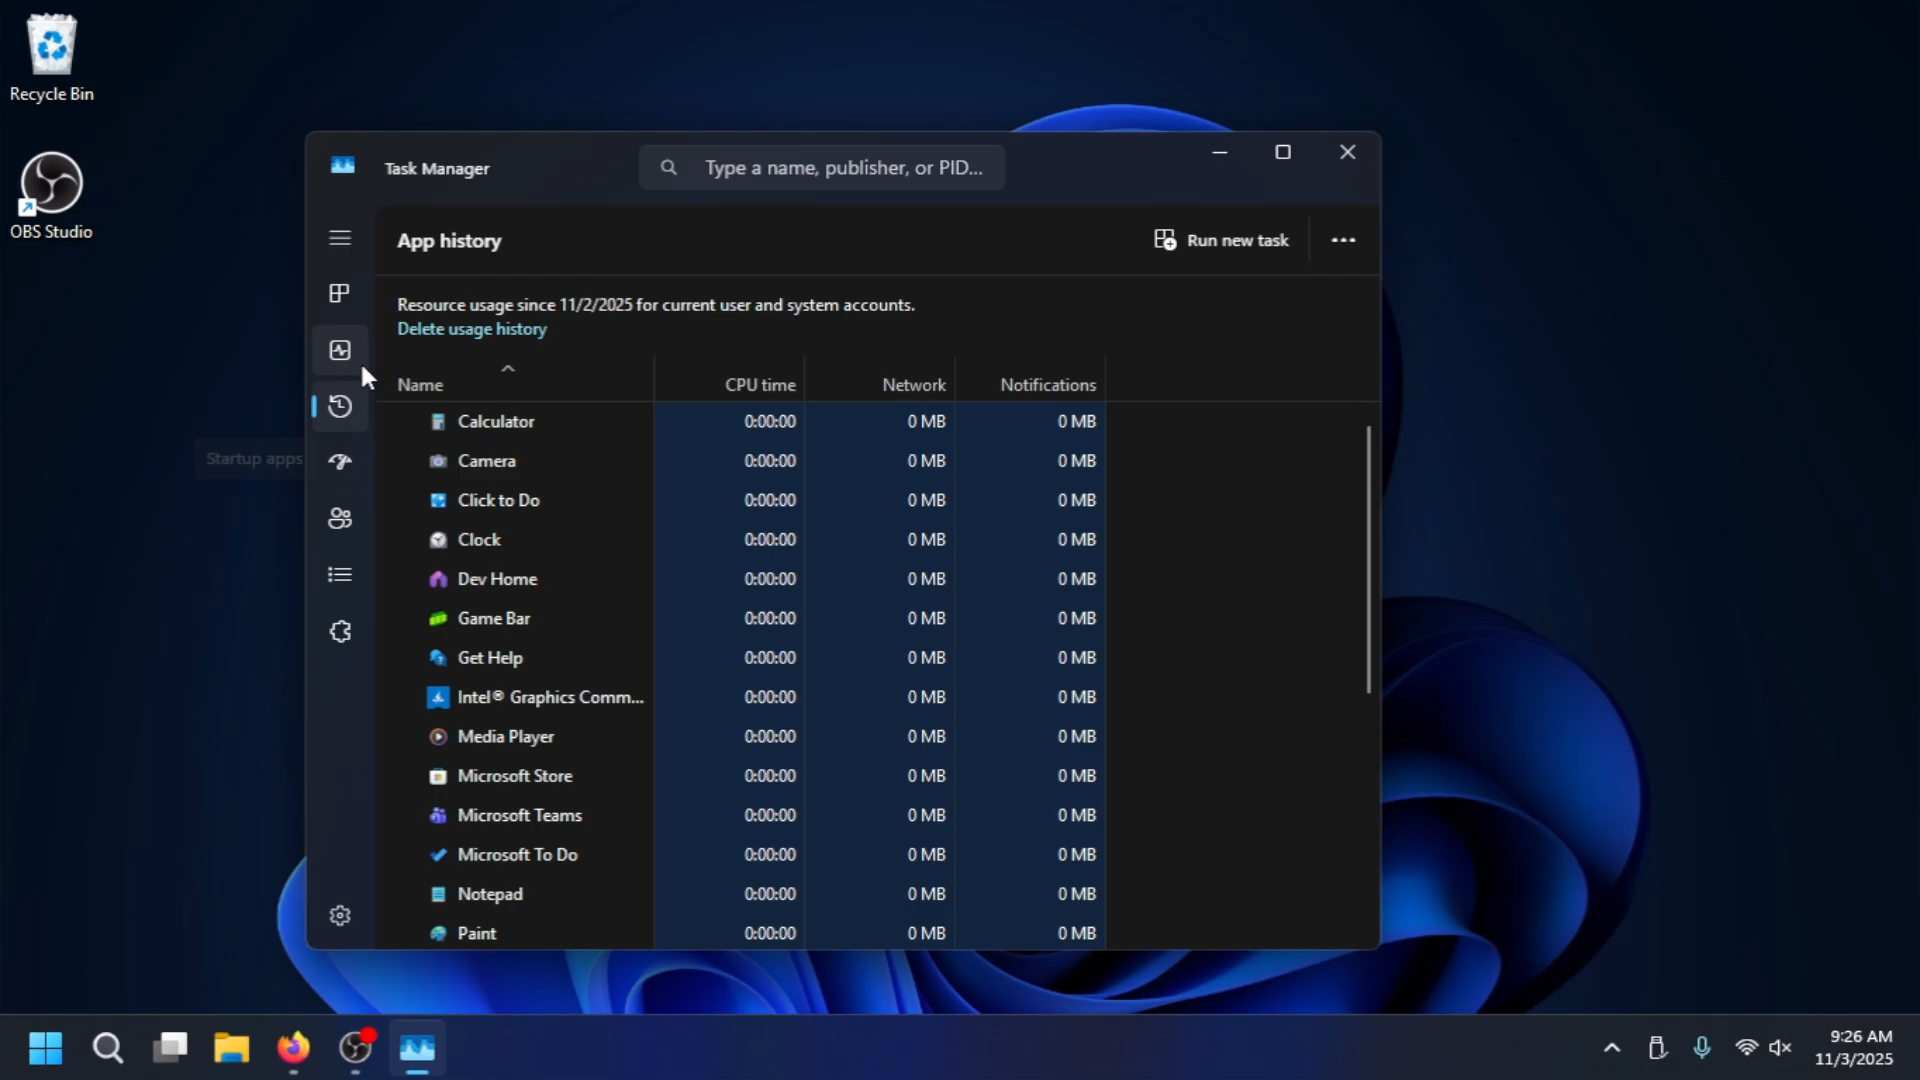 Recycle Bin
OBS Studio
Task Manager
Type a name, publisher, or PID...
App history
Run new task
Resource usage since 11/2/2025 for current user and system accounts.
Delete usage history
Name CPU time Network Notifications
Calculator 0:00:00 0 MB 0 MB
Camera 0:00:00 0 MB 0 MB
Click to Do 0:00:00 0 MB 0 MB
Clock 0:00:00 0 MB 0 MB
Dev Home 0:00:00 0 MB 0 MB
Game Bar 0:00:00 0 MB 0 MB
Get Help 0:00:00 0 MB 0 MB
Intel® Graphics Comm... 0:00:00 0 MB 0 MB
Media Player 0:00:00 0 MB 0 MB
Microsoft Store 0:00:00 0 MB 0 MB
Microsoft Teams 0:00:00 0 MB 0 MB
Microsoft To Do 0:00:00 0 MB 0 MB
Notepad 0:00:00 0 MB 0 MB
Paint 0:00:00 0 MB 0 MB
Startup apps
9:26 AM
11/3/2025